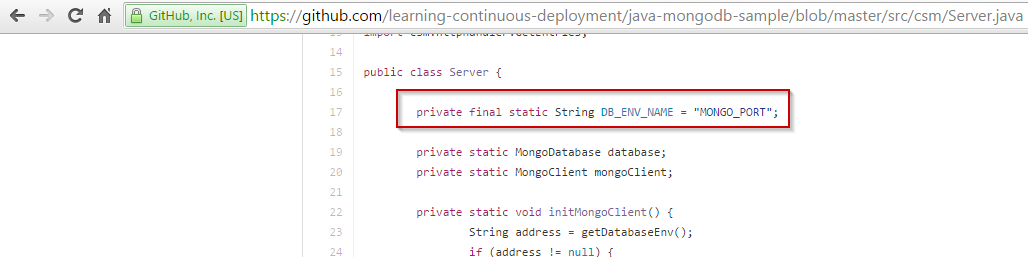 GitHub, Inc. [US] https://github.com/learning-continuous-deployment/java-mongodb-sample/blob/master/src/csm/Server.java
13 import csm.httpHandler.GetEntries;
14
15 public class Server {
16
17 private final static String DB_ENV_NAME = "MONGO_PORT";
18
19 private static MongoDatabase database;
20 private static MongoClient mongoClient;
21
22 private static void initMongoClient() {
23 String address = getDatabaseEnv();
24 if (address != null) {